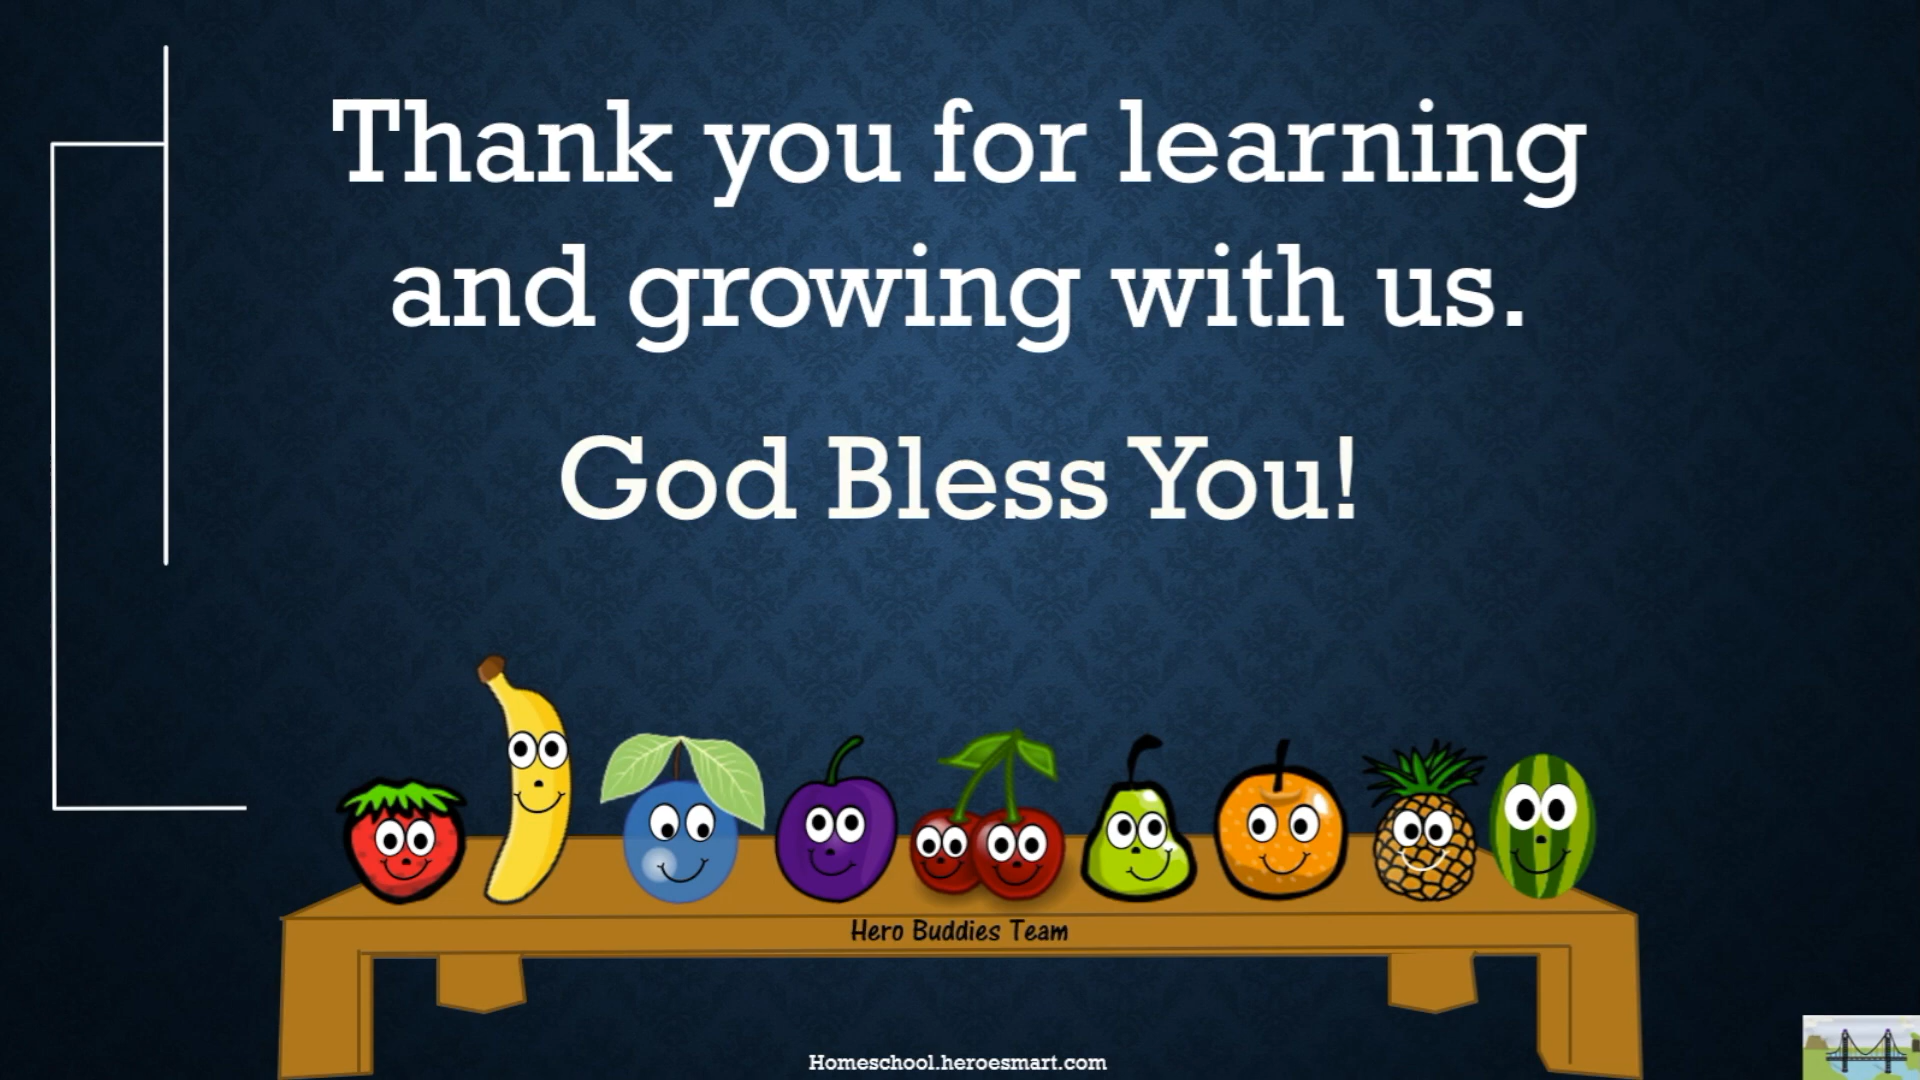 Thank you for learning
and growing with us.
God Bless You!
Hero Buddies Team
Homeschool.heroesmart.com